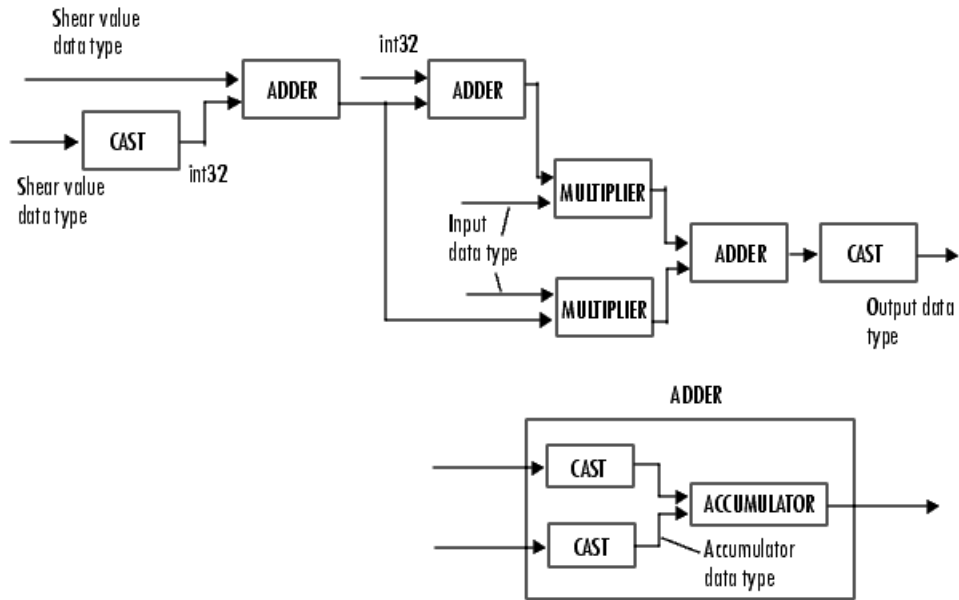 Shear value
data type
int32
ADDER
ADDER
CAST
int32
Shear value
data type
MULTIPLIER
Input
data type
ADDER
CAST
MULTIPLIER
Output data
type
ADDER
CAST
ACCUMULATOR
CAST
Accumulator
data type